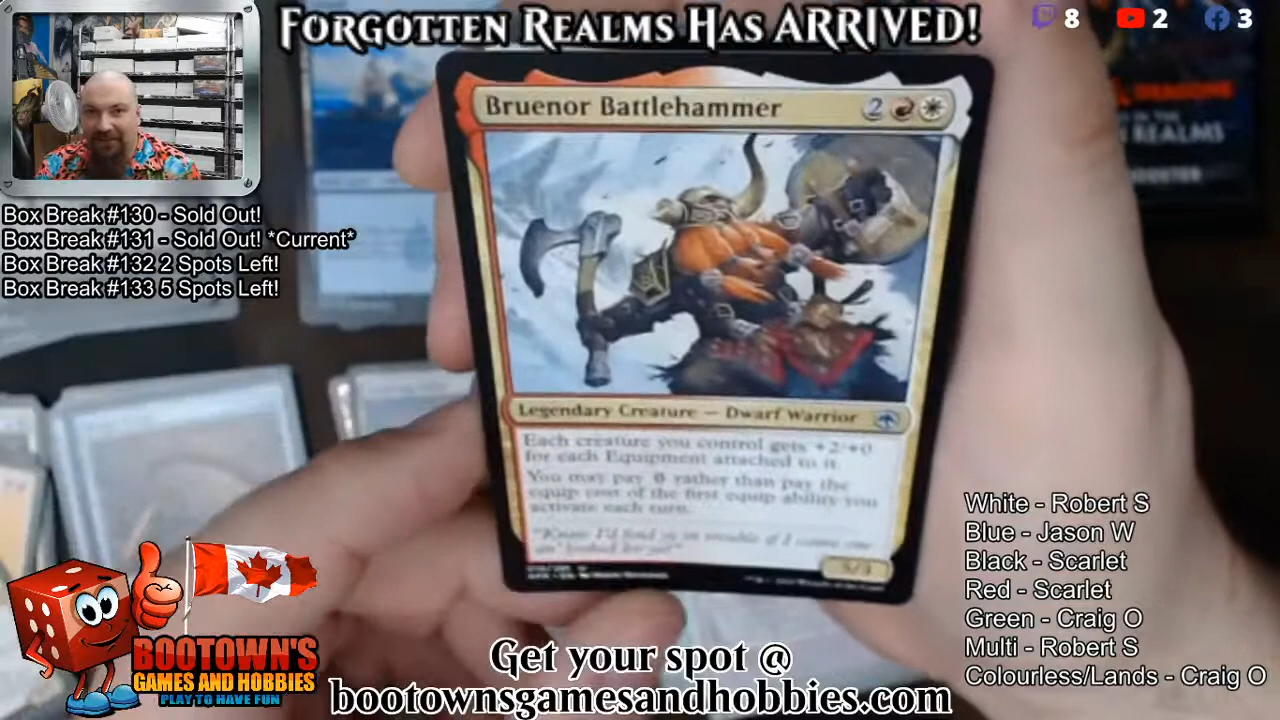 FORGOTTEN REALMS HAS ARRIVED!
8 2 3
Box Break #130 - Sold Out!
Box Break #131 - Sold Out! *Current*
Box Break #132 2 Spots Left!
Box Break #133 5 Spots Left!
Bruenor Battlehammer 2
Legendary Creature — Dwarf Warrior
Each creature you control gets +2/+0
for each Equipment attached to it.
You may pay 0 rather than pay the
equip cost of the first equip ability you
activate each turn.
REALMS
White - Robert S
Blue - Jason W
Black - Scarlet
Red - Scarlet
Green - Craig O
Multi - Robert S
Colourless/Lands - Craig O
BOOTOWN'S
GAMES AND HOBBIES
PLAY TO HAVE FUN
Get your spot @
bootownsgamesandhobbies.com